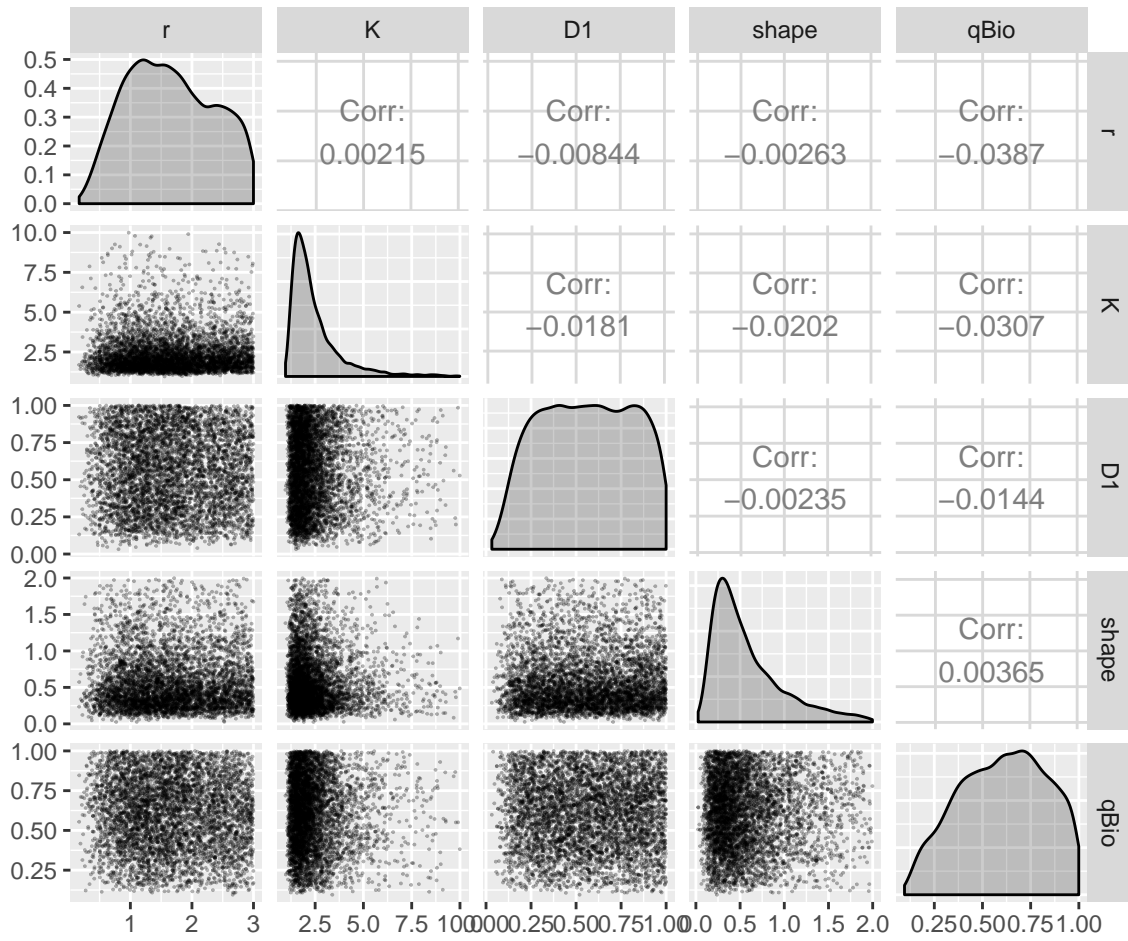 r K D1 shape qBio
0.5
0.4
0.3
0.2
0.1
0.0
Corr:
0.00215
Corr:
−0.00844
Corr:
−0.00263
Corr:
−0.0387
r
10.0
7.5
5.0
2.5
Corr:
−0.0181
Corr:
−0.0202
Corr:
−0.0307
K
1.00
0.75
0.50
0.25
0.00
Corr:
−0.00235
Corr:
−0.0144
D1
2.0
1.5
1.0
0.5
0.0
Corr:
0.00365
shape
1.00
0.75
0.50
0.25
qBio
1 2 3
2.5 5.0 7.5 10.0
0.00 0.25 0.50 0.75 1.00
0.0 0.5 1.0 1.5 2.0
0.25 0.50 0.75 1.00